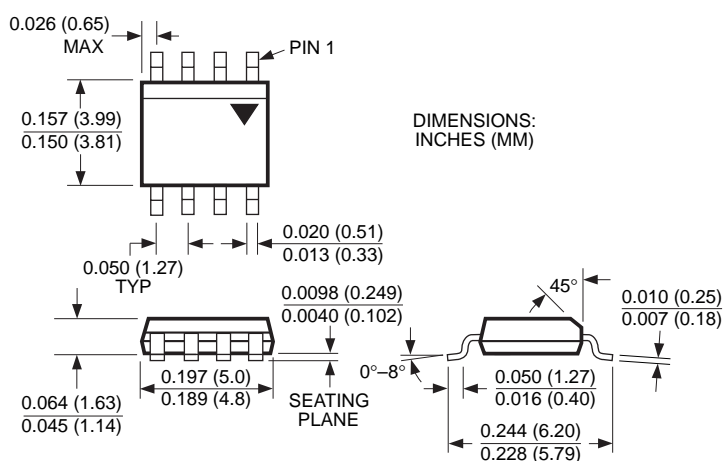 0.026 (0.65)
MAX
PIN 1
0.157 (3.99)
0.150 (3.81)
DIMENSIONS:
INCHES (MM)
0.020 (0.51)
0.013 (0.33)
0.050 (1.27)
TYP
0.0098 (0.249)
0.0040 (0.102)
45°
0.010 (0.25)
0.007 (0.18)
0°–8°
0.197 (5.0)
0.189 (4.8)
SEATING
PLANE
0.050 (1.27)
0.016 (0.40)
0.064 (1.63)
0.045 (1.14)
0.244 (6.20)
0.228 (5.79)